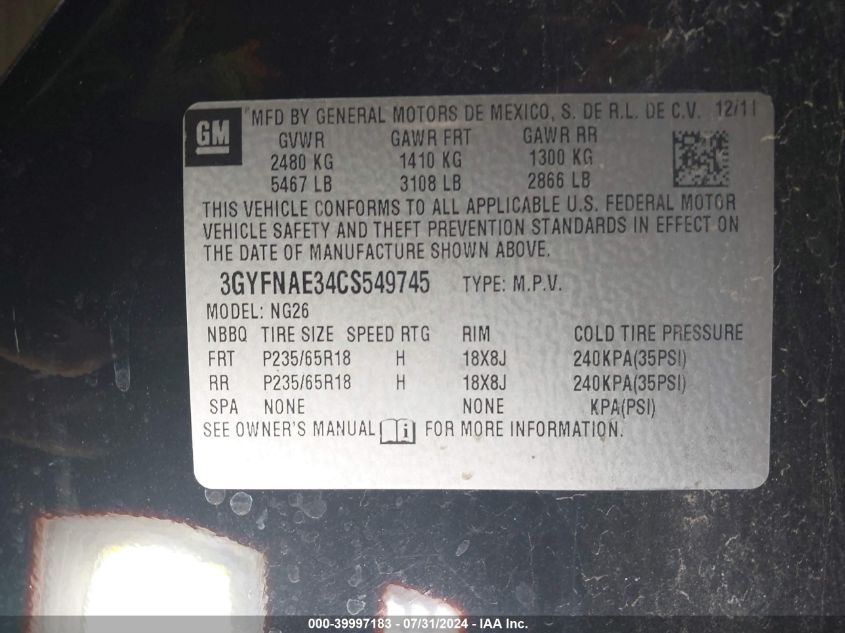 GM
MFD BY GENERAL MOTORS DE MEXICO, S. DE R.L. DE C.V. 12/11
GVWR GAWR FRT GAWR RR
2480 KG 1410 KG 1300 KG
5467 LB 3108 LB 2866 LB
THIS VEHICLE CONFORMS TO ALL APPLICABLE U.S. FEDERAL MOTOR
VEHICLE SAFETY AND THEFT PREVENTION STANDARDS IN EFFECT ON
THE DATE OF MANUFACTURE SHOWN ABOVE.
3GYFNAE34CS549745 TYPE: M.P.V.
MODEL: NG26
NBBQ TIRE SIZE SPEED RTG RIM COLD TIRE PRESSURE
FRT P235/65R18 H 18X8J 240KPA(35PSI)
RR P235/65R18 H 18X8J 240KPA(35PSI)
SPA NONE NONE KPA(PSI)
SEE OWNER'S MANUAL i FOR MORE INFORMATION.
000-39997183 - 07/31/2024 - IAA Inc.